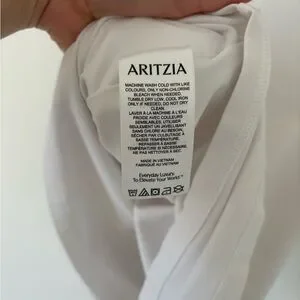 ARITZIA
MACHINE WASH COLD WITH LIKE
COLOURS, ONLY NON-CHLORINE
BLEACH WHEN NEEDED,
TUMBLE DRY LOW, COOL IRON
ONLY IF NEEDED, DO NOT DRY
CLEAN.
LAVER À LA MACHINE À L'EAU
FROIDE AVEC COULEURS
SEMBLABLES, UTILISER
SEULEMENT UN JAVELLISANT
SANS CHLORE AU BESOIN,
SÉCHER PAR CULBUTAGE À
BASSE TEMPÉRATURE,
REPASSER À BASSE
TEMPÉRATURE SI NÉCESSAIRE,
NE PAS NETTOYER À SEC.
MADE IN VIETNAM
FABRIQUÉ AU VIETNAM
Everyday Luxury
To Elevate Your World™